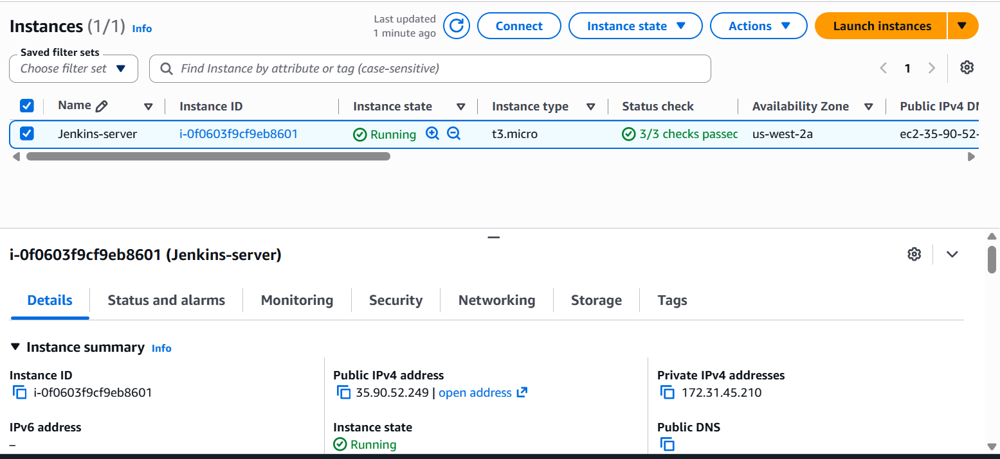 Instances (1/1) Info
Last updated
1 minute ago
Connect
Instance state
Actions
Launch instances
Saved filter sets
Choose filter set
Find Instance by attribute or tag (case-sensitive)
1
Name Instance ID Instance state Instance type Status check Availability Zone Public IPv4 DN
Jenkins-server i-0f0603f9cf9eb8601 Running t3.micro 3/3 checks passed us-west-2a ec2-35-90-52-
i-0f0603f9cf9eb8601 (Jenkins-server)
Details Status and alarms Monitoring Security Networking Storage Tags
Instance summary Info
Instance ID
i-0f0603f9cf9eb8601
Public IPv4 address
35.90.52.249 | open address
Private IPv4 addresses
172.31.45.210
IPv6 address
–
Instance state
Running
Public DNS